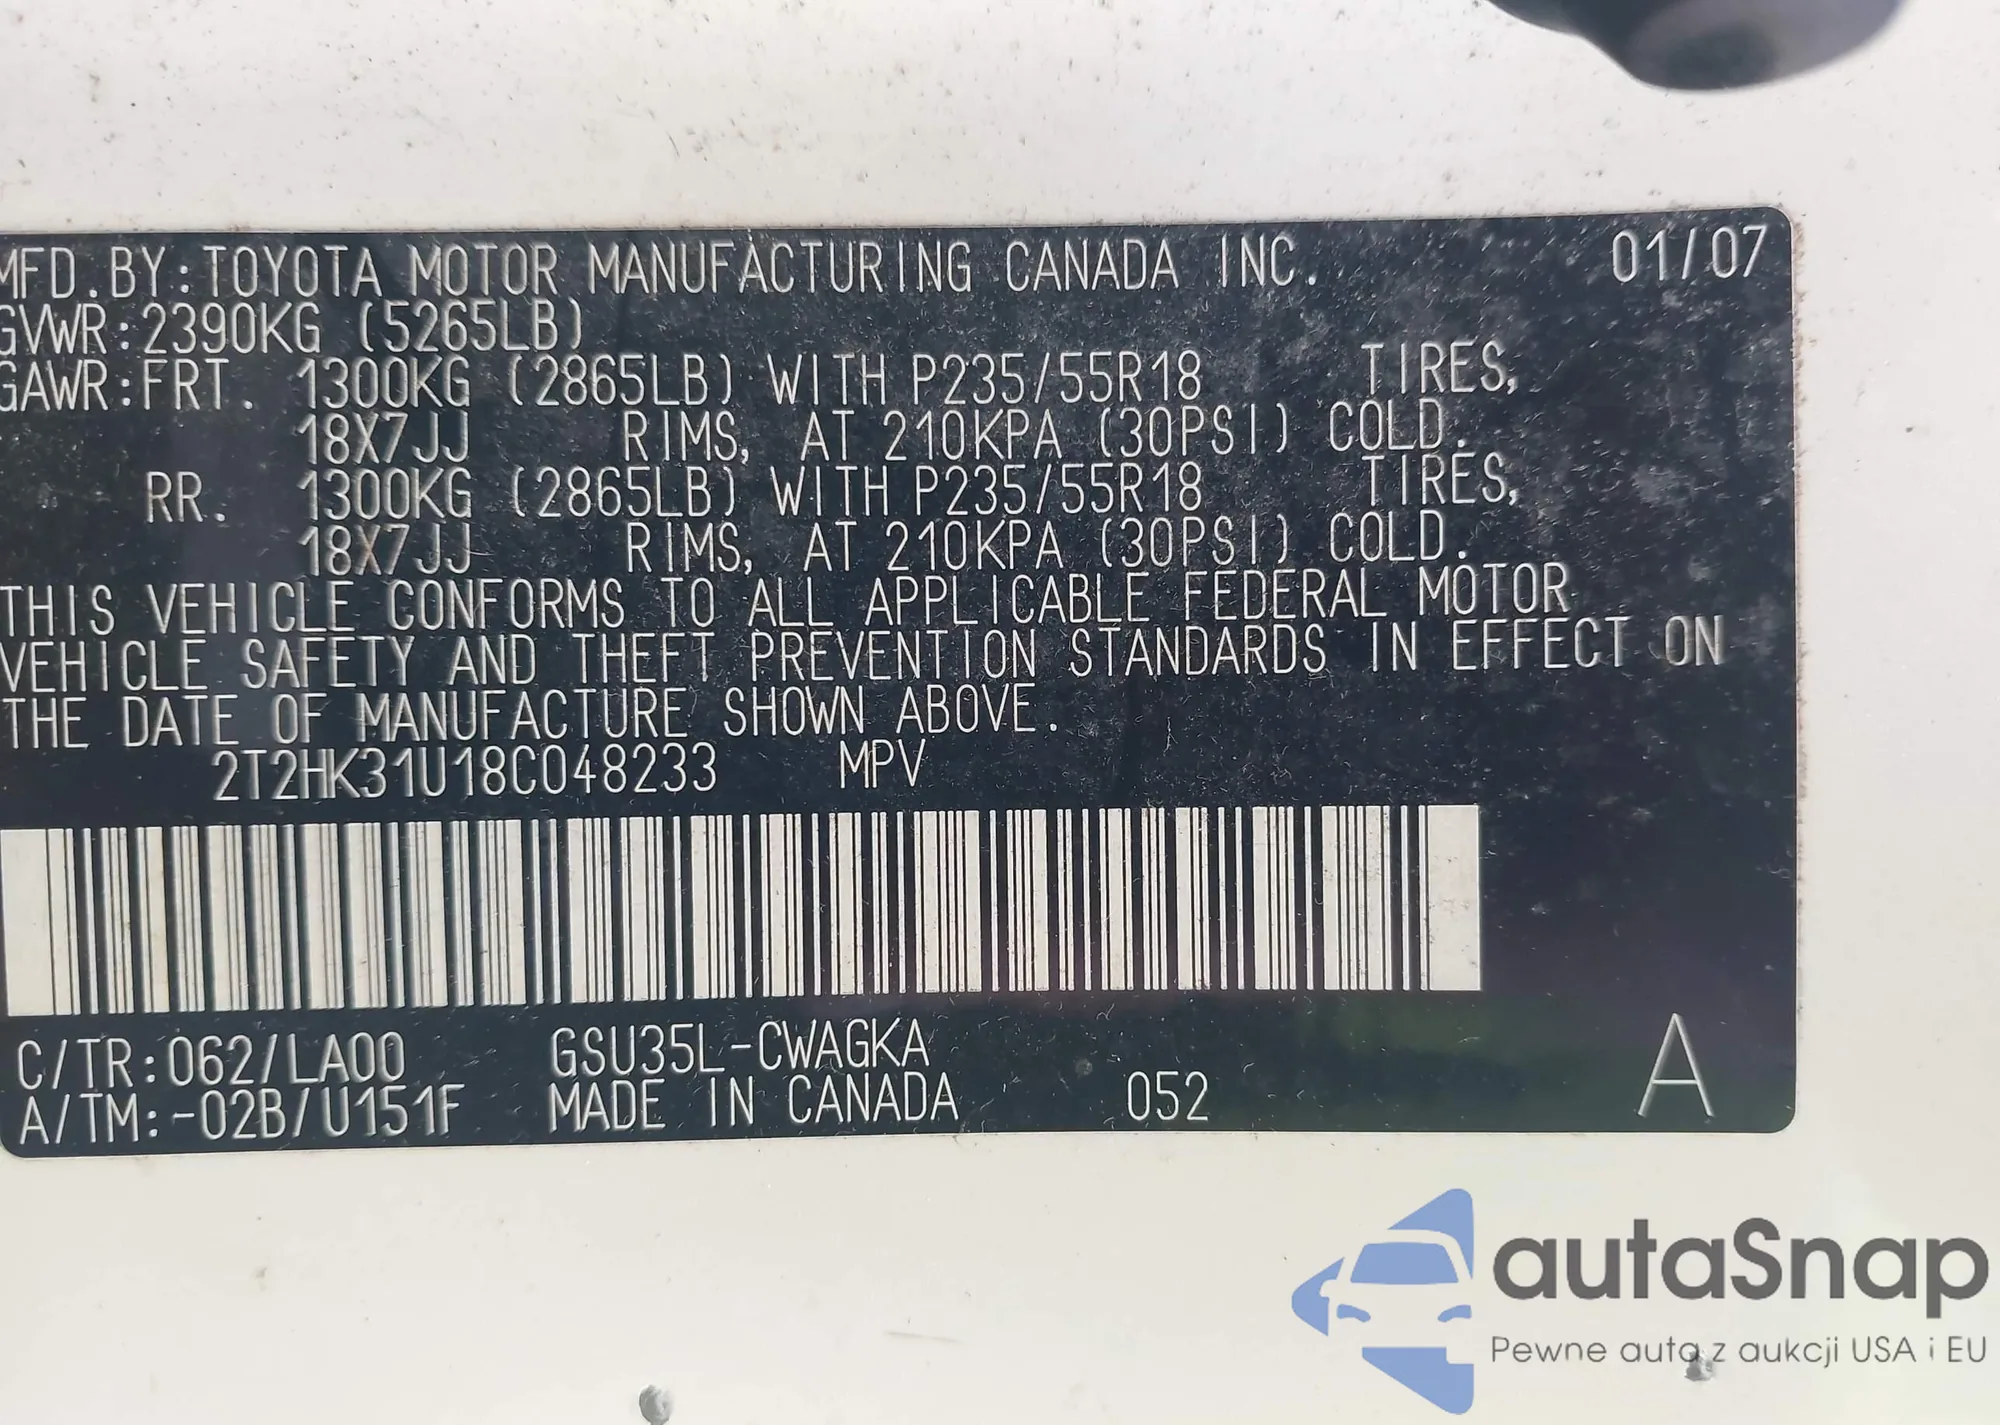 MFD.BY:TOYOTA MOTOR MANUFACTURING CANADA INC. 01/07
GVWR:2390KG (5265LB)
GAWR:FRT. 1300KG (2865LB) WITH P235/55R18 TIRES,
18X7JJ RIMS, AT 210KPA (30PSI) COLD.
RR. 1300KG (2865LB) WITH P235/55R18 TIRES,
18X7JJ RIMS, AT 210KPA (30PSI) COLD.
THIS VEHICLE CONFORMS TO ALL APPLICABLE FEDERAL MOTOR
VEHICLE SAFETY AND THEFT PREVENTION STANDARDS IN EFFECT ON
THE DATE OF MANUFACTURE SHOWN ABOVE.
2T2HK31U18C048233 MPV
C/TR:062/LA00 GSU35L-CWAGKA
A/TM:-02B/U151F MADE IN CANADA 052 A
autaSnap
Pewne auta z aukcji USA i EU